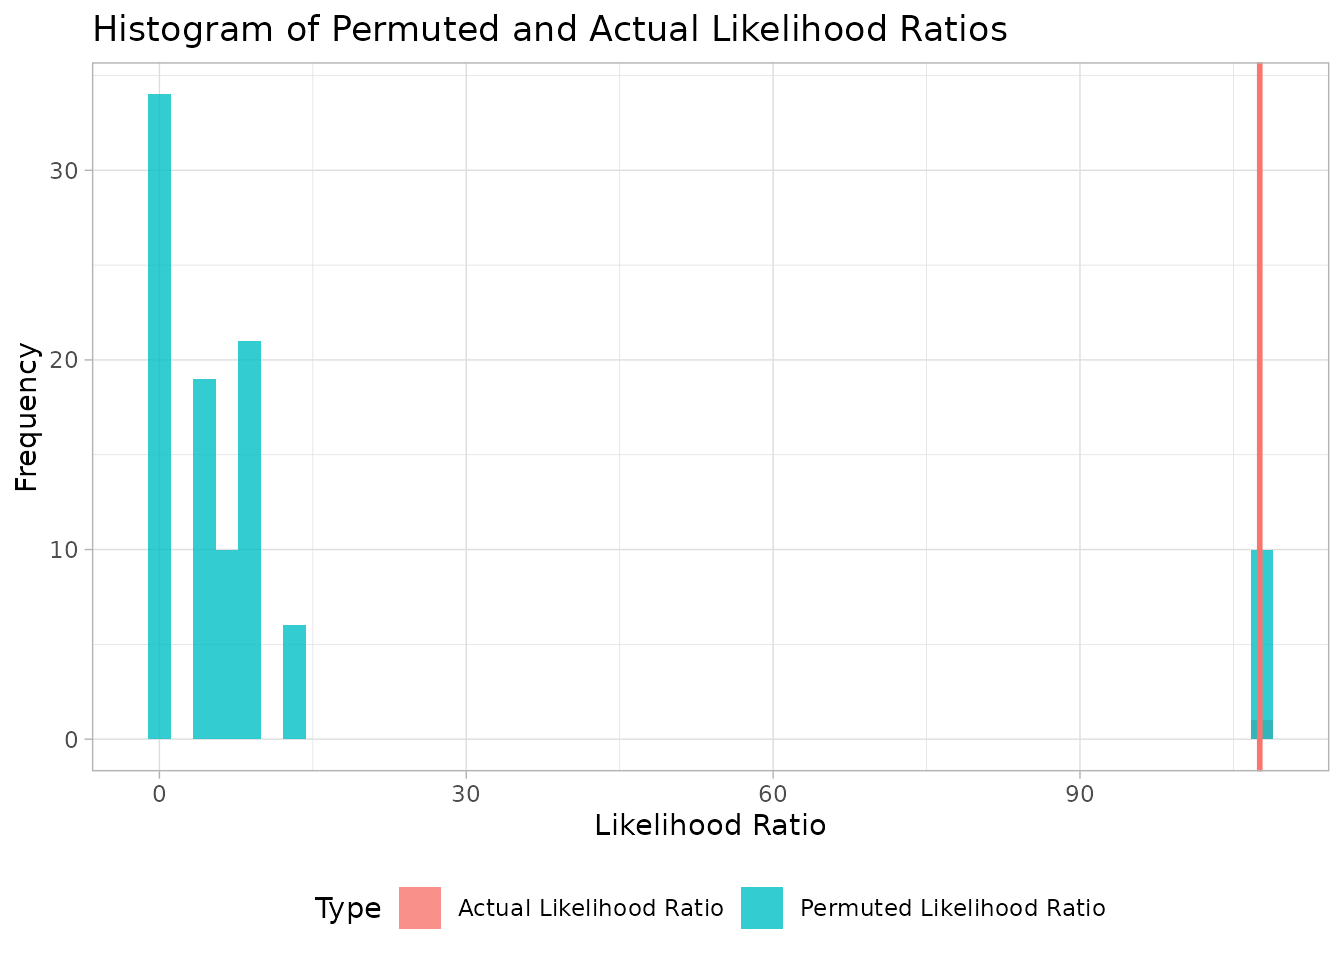 Histogram of Permuted and Actual Likelihood Ratios
Frequency
30
20
10
0
0 30 60 90
Likelihood Ratio
Type Actual Likelihood Ratio Permuted Likelihood Ratio